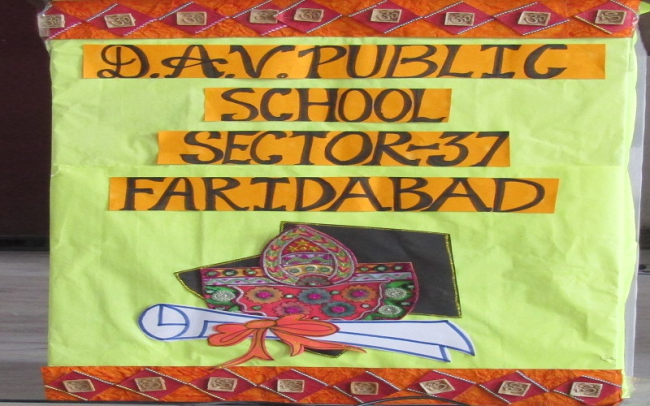 D.A.V. PUBLIC
SCHOOL
SECTOR-37
FARIDABAD